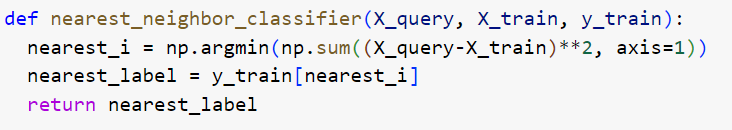 def nearest_neighbor_classifier(X_query, X_train, y_train):
  nearest_i = np.argmin(np.sum((X_query-X_train)**2, axis=1))
  nearest_label = y_train[nearest_i]
  return nearest_label